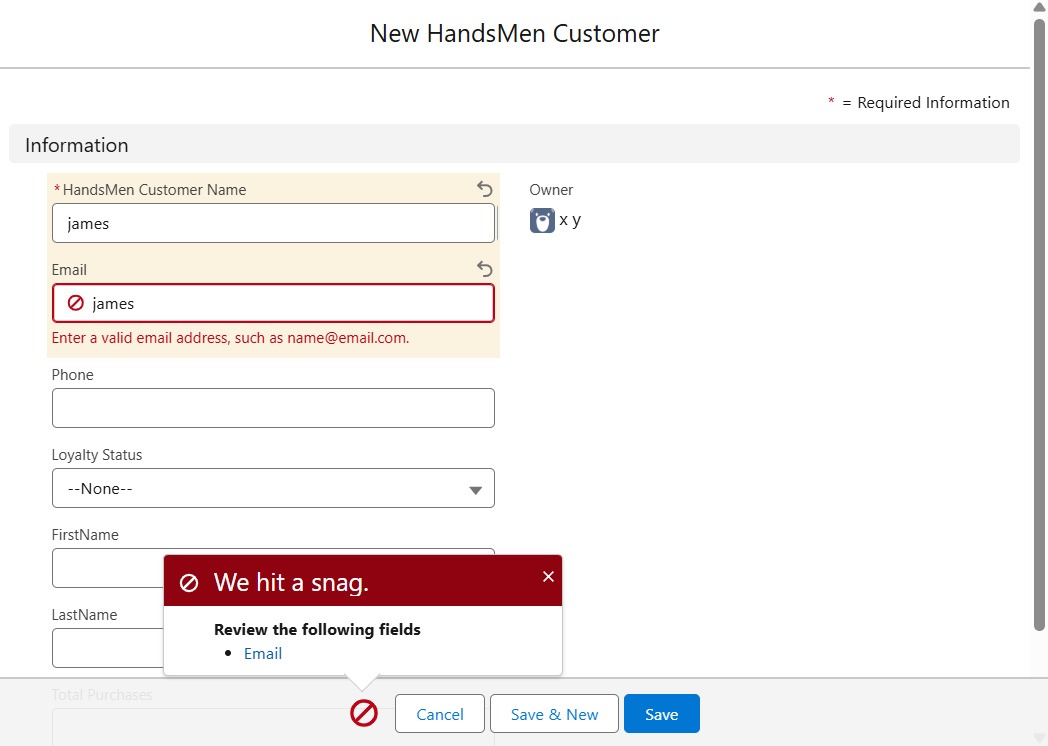 New HandsMen Customer
* = Required Information
Information
*HandsMen Customer Name
james
Owner
x y
Email
james
Enter a valid email address, such as name@email.com.
Phone
Loyalty Status
--None--
FirstName
LastName
We hit a snag.
Review the following fields
• Email
Total Purchases
Cancel
Save & New
Save